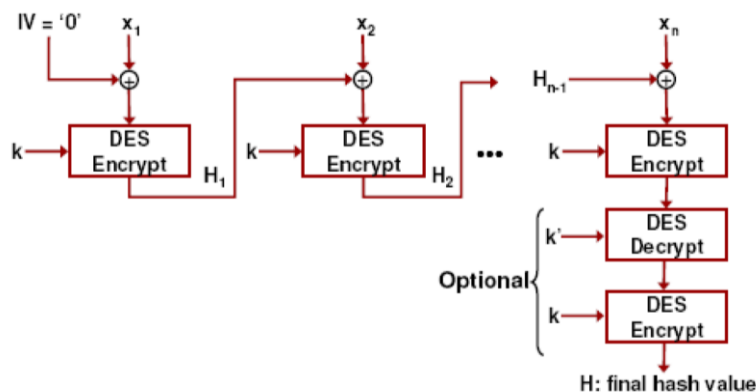 IV = ‘0’ x1 x2 xn
Hn-1
k DES Encrypt H1 k DES Encrypt H2 ... k DES Encrypt
k’ DES Decrypt
Optional
k DES Encrypt
H: final hash value